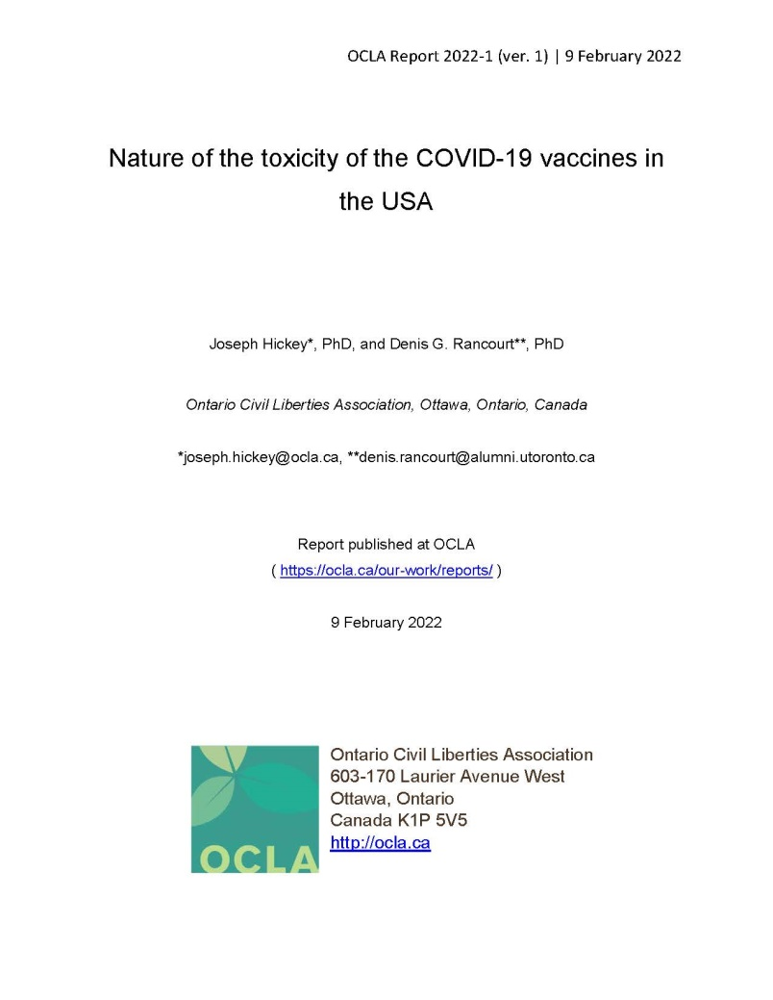 OCLA Report 2022-1 (ver. 1) | 9 February 2022
Nature of the toxicity of the COVID-19 vaccines in
the USA
Joseph Hickey*, PhD, and Denis G. Rancourt**, PhD
Ontario Civil Liberties Association, Ottawa, Ontario, Canada
*joseph.hickey@ocla.ca, **denis.rancourt@alumni.utoronto.ca
Report published at OCLA
( https://ocla.ca/our-work/reports/ )
9 February 2022
OCLA
Ontario Civil Liberties Association
603-170 Laurier Avenue West
Ottawa, Ontario
Canada K1P 5V5
http://ocla.ca